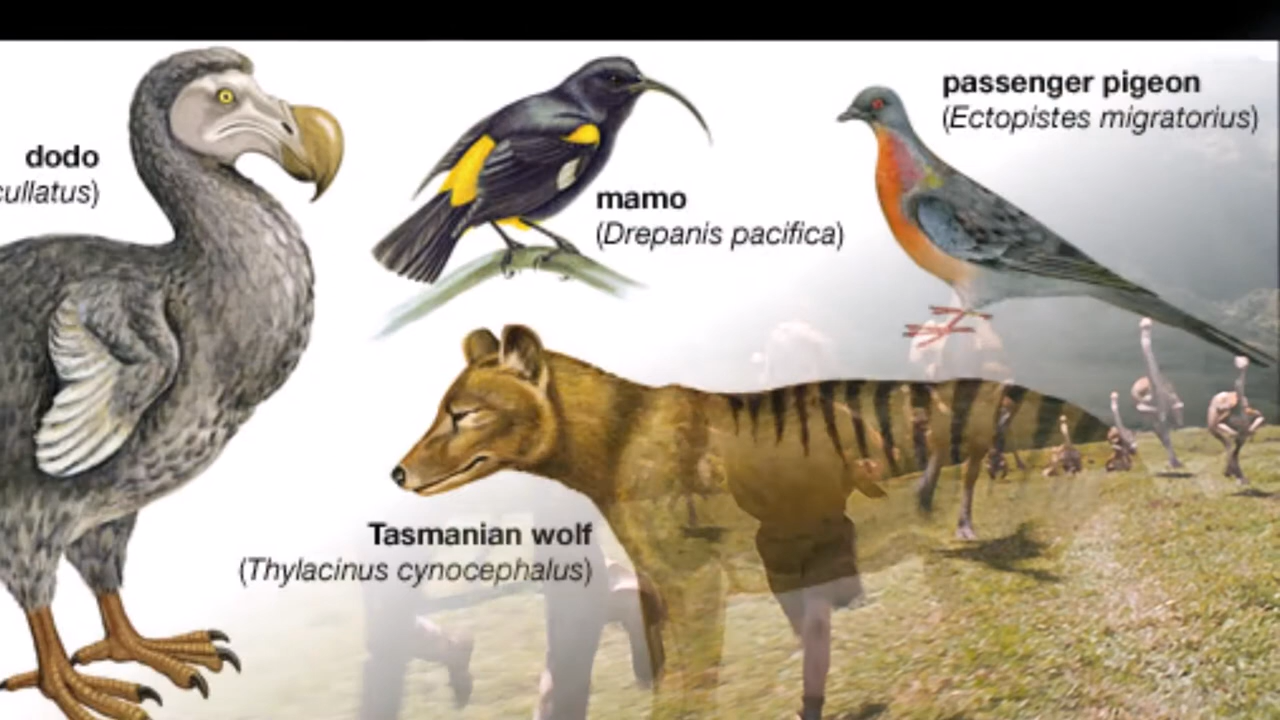 dodo
cullatus)
mamo
(Drepanis pacifica)
passenger pigeon
(Ectopistes migratorius)
Tasmanian wolf
(Thylacinus cynocephalus)